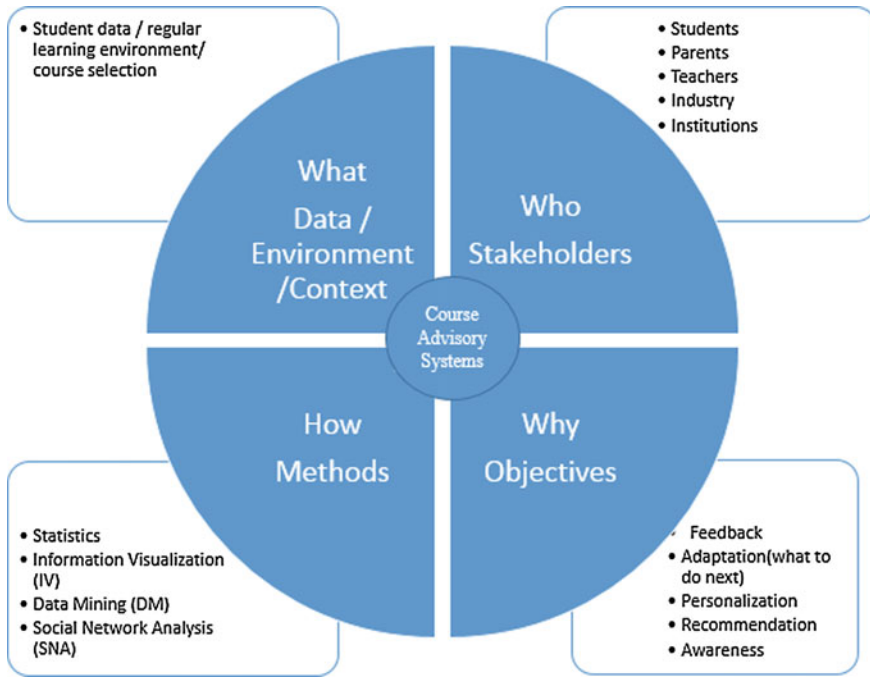 • Student data / regular
learning environment/
course selection
• Students
• Parents
• Teachers
• Industry
• Institutions
What
Data /
Environment
/Context
Who
Stakeholders
Course
Advisory
Systems
How
Methods
Why
Objectives
• Statistics
• Information Visualization
(IV)
• Data Mining (DM)
• Social Network Analysis
(SNA)
• Feedback
• Adaptation(what to
do next)
• Personalization
• Recommendation
• Awareness